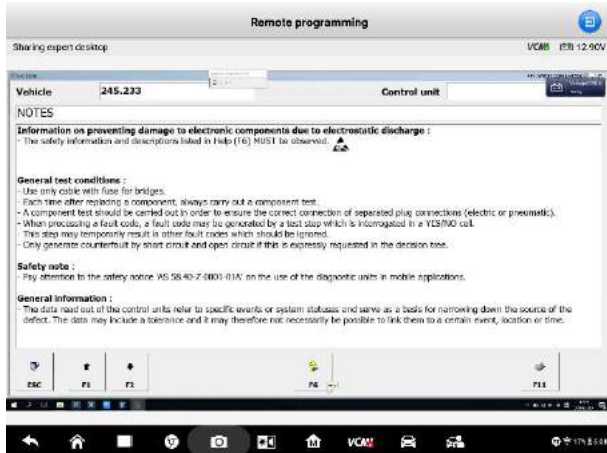 Remote programming
Sharing expert desktop
VCMI 12.90V
Vehicle 245.233 Control unit
NOTES
Information on preventing damage to electronic components due to electrostatic discharge :
- The safety information and descriptions listed in Help (F6) MUST be observed.
General test conditions :
- Use only cable with fuse for bridges.
- Each time after replacing a component, always carry out a component test.
- A component test should be carried out in order to ensure the correct connection of separated plug connections (electric or pneumatic).
- When processing a fault code, a fault code may be generated by a test step which is interrogated in a YES/NO cell.
This step may temporarily result in other fault codes which should be ignored.
- Only generate counterfault by short circuit and open circuit if this is expressly requested in the decision tree.
Safety note :
- Pay attention to the safety notice 'AS 58.40-Z-0001-01A' on the use of the diagnostic units in mobile applications.
General information :
- The data read out of the control units refer to specific events or system statuses and serve as a basis for narrowing down the source of the
defect. The data may include a tolerance and it may therefore not necessarily be possible to link them to a certain event, location or time.
ESC F1 F2 F6 F11
VCMI
17%